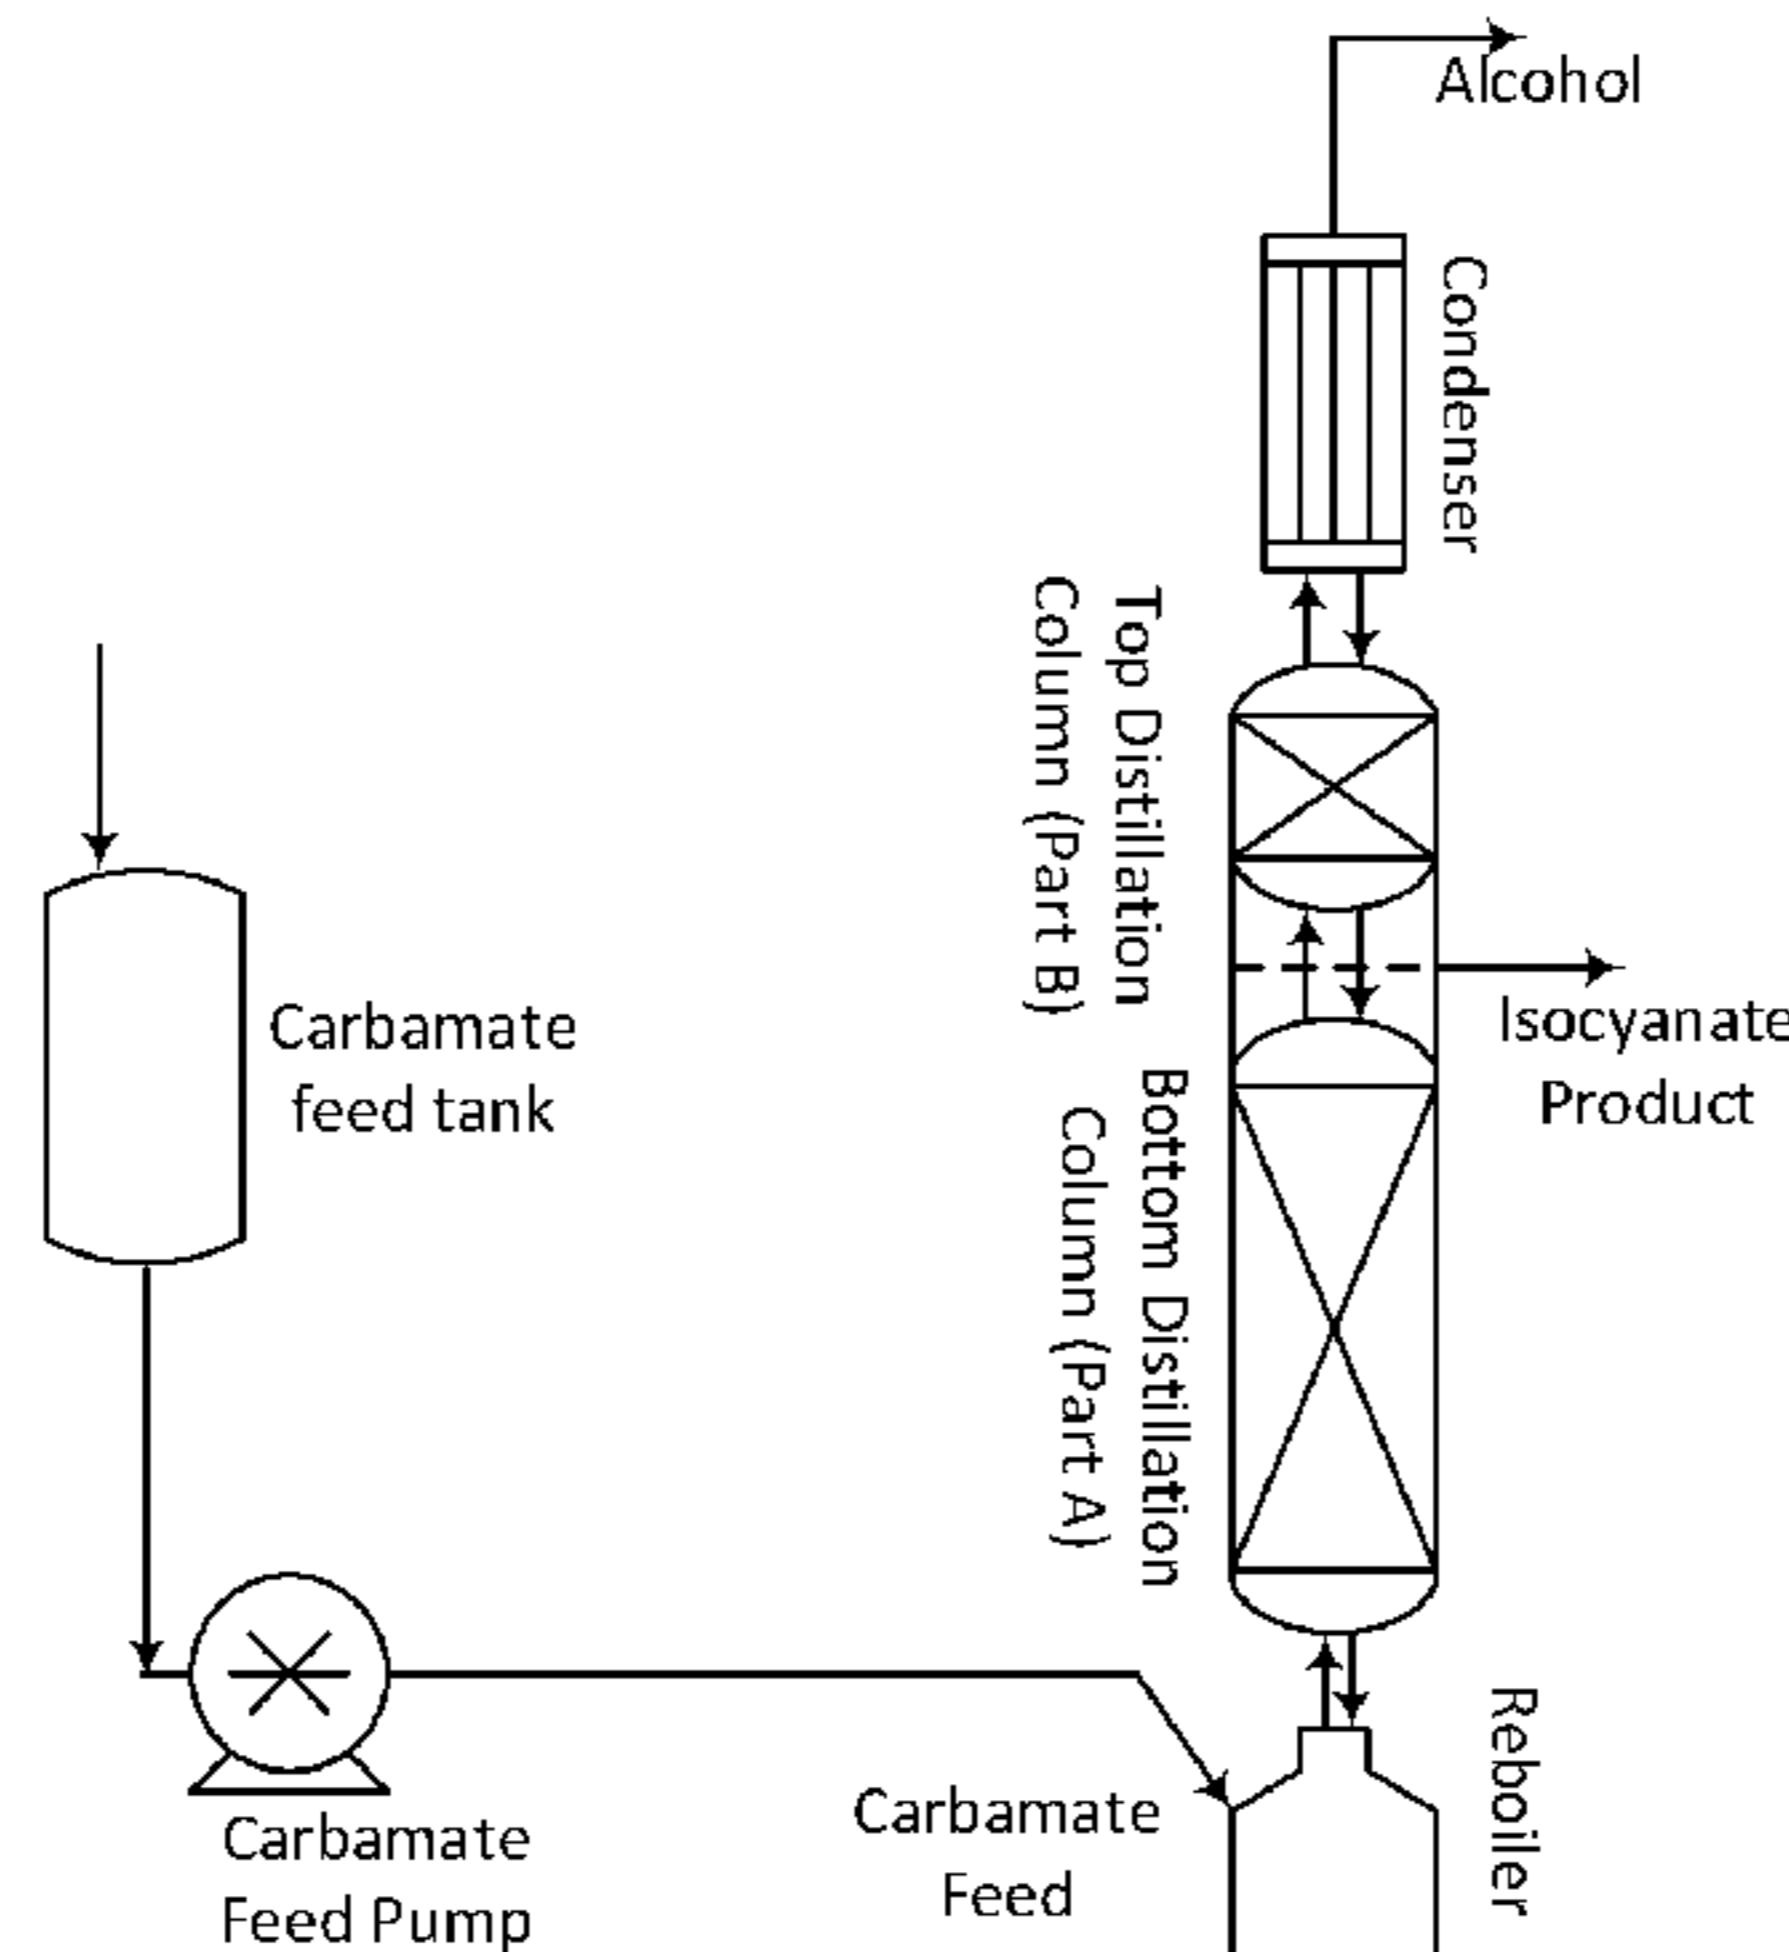 Alcohol
Condenser
Top Distillation
Column (Part B)
Carbamate
feed tank
Isocyanate
Product
Bottom Distillation
Column (Part A)
Reboiler
Carbamate
Feed
Carbamate
Feed Pump